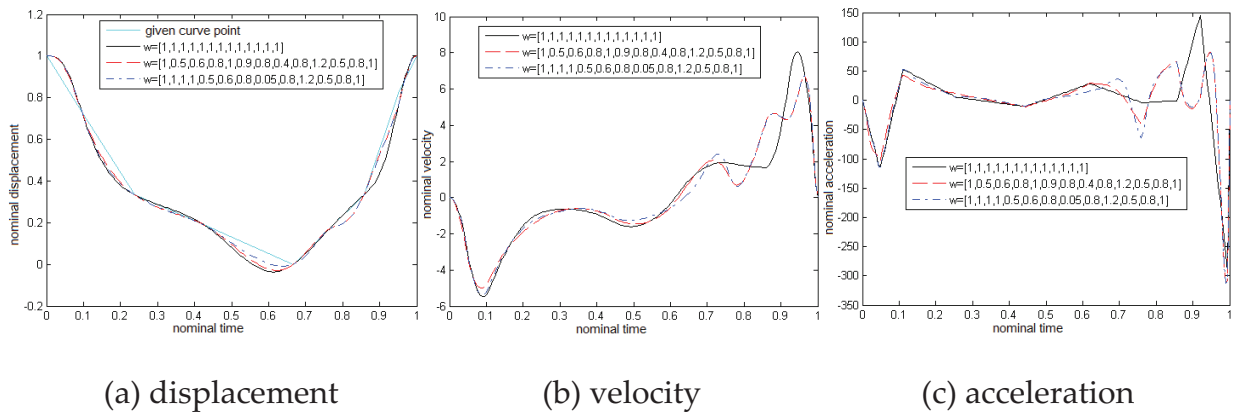 1.2
1
0.8
0.6
0.4
0.2
0
-0.2
nominal displacement
given curve point
w=[1,1,1,1,1,1,1,1,1,1,1,1,1]
w=[1,0.5,0.6,0.8,1,0.9,0.8,0.4,0.8,1.2,0.5,0.8,1]
w=[1,1,1,1,0.5,0.6,0.8,0.05,0.8,1.2,0.5,0.8,1]
0 0.1 0.2 0.3 0.4 0.5 0.6 0.7 0.8 0.9 1
nominal time
(a) displacement
10
8
6
4
2
0
-2
-4
-6
nominal velocity
w=[1,1,1,1,1,1,1,1,1,1,1,1,1]
w=[1,0.5,0.6,0.8,1,0.9,0.8,0.4,0.8,1.2,0.5,0.8,1]
w=[1,1,1,1,0.5,0.6,0.8,0.05,0.8,1.2,0.5,0.8,1]
0 0.1 0.2 0.3 0.4 0.5 0.6 0.7 0.8 0.9 1
nominal time
(b) velocity
150
100
50
0
-50
-100
-150
-200
-250
-300
-350
nominal acceleration
w=[1,1,1,1,1,1,1,1,1,1,1,1,1]
w=[1,0.5,0.6,0.8,1,0.9,0.8,0.4,0.8,1.2,0.5,0.8,1]
w=[1,1,1,1,0.5,0.6,0.8,0.05,0.8,1.2,0.5,0.8,1]
0 0.1 0.2 0.3 0.4 0.5 0.6 0.7 0.8 0.9 1
nominal time
(c) acceleration